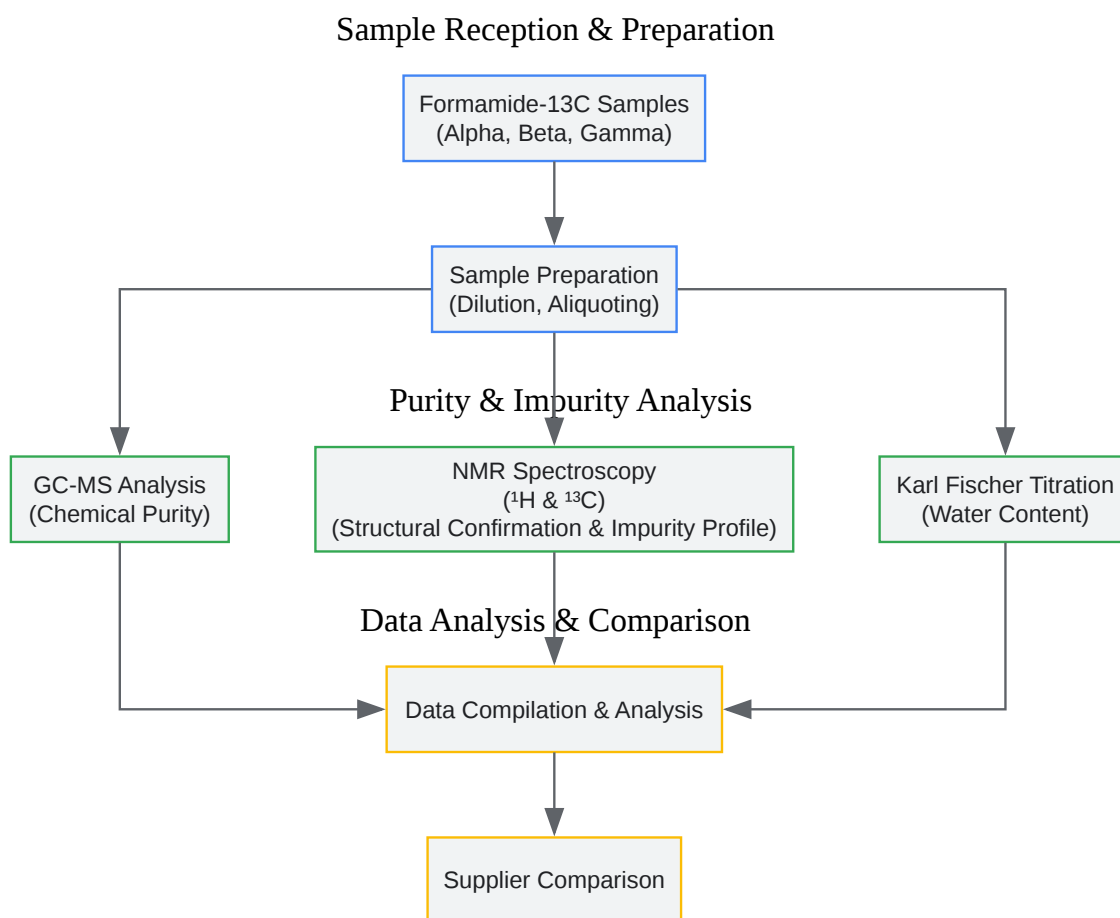 Sample Reception & Preparation
Formamide-13C Samples
(Alpha, Beta, Gamma)
Sample Preparation
(Dilution, Aliquoting)
Purity & Impurity Analysis
GC-MS Analysis
(Chemical Purity)
NMR Spectroscopy
(¹H & ¹³C)
(Structural Confirmation & Impurity Profile)
Karl Fischer Titration
(Water Content)
Data Analysis & Comparison
Data Compilation & Analysis
Supplier Comparison